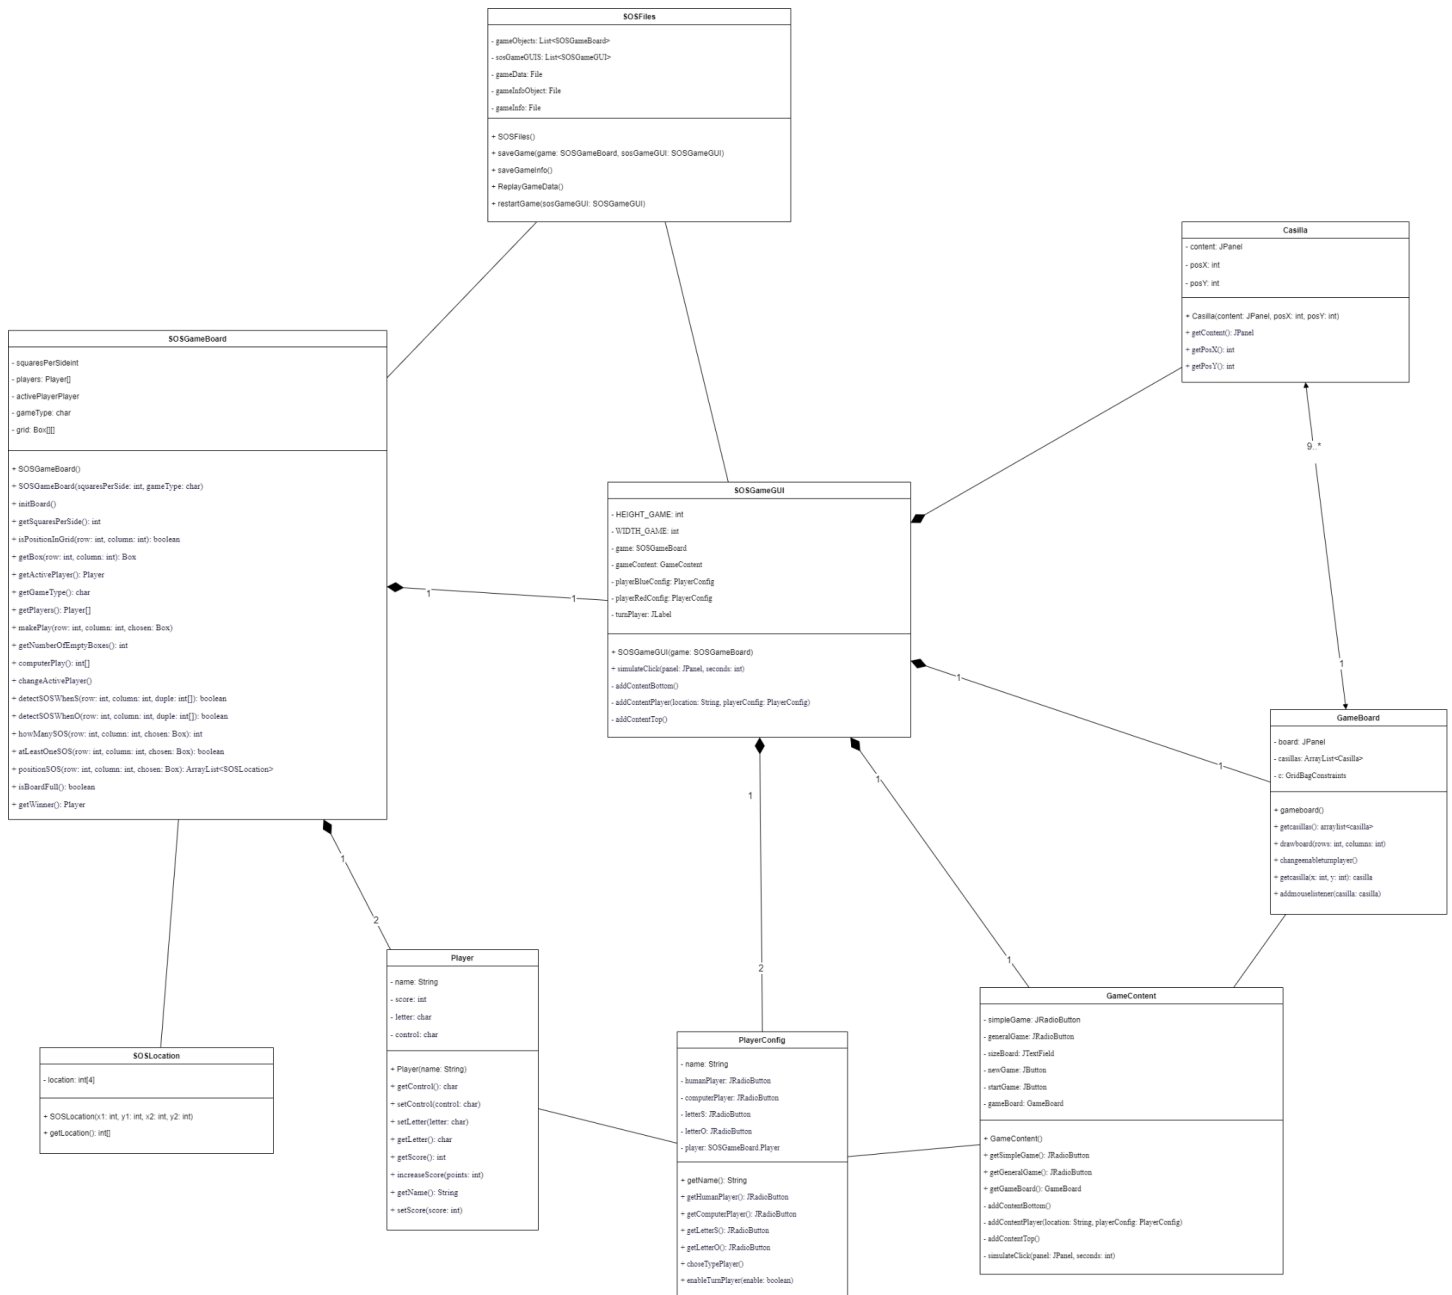 SOSFiles
- gameObjects: List<SOSGameBoard>
- sosGameGUIS: List<SOSGameGUI>
- gameData: File
- gameInfoObject: File
- gameInfo: File
+ SOSFiles()
+ saveGame(game: SOSGameBoard, sosGameGUI: SOSGameGUI)
+ saveGameInfo()
+ ReplayGameData()
+ restartGame(sosGameGUI: SOSGameGUI)
Casilla
- content: JPanel
- posX: int
- posY: int
+ Casilla(content: JPanel, posX: int, posY: int)
+ getContent(): JPanel
+ getPosX(): int
+ getPosY(): int
SOSGameBoard
- squaresPerSideint
- players: Player[]
- activePlayerPlayer
- gameType: char
- grid: Box[][]
+ SOSGameBoard()
+ SOSGameBoard(squaresPerSide: int, gameType: char)
+ initBoard()
+ getSquaresPerSide(): int
+ isPositionInGrid(row: int, column: int): boolean
+ getBox(row: int, column: int): Box
+ getActivePlayer(): Player
+ getGameType(): char
+ getPlayers(): Player[]
+ makePlay(row: int, column: int, chosen: Box)
+ getNumberOfEmptyBoxes(): int
+ computerPlay(): int[]
+ changeActivePlayer()
+ detectSOSWhenS(row: int, column: int, duple: int[]): boolean
+ detectSOSWhenO(row: int, column: int, duple: int[]): boolean
+ howManySOS(row: int, column: int, chosen: Box): int
+ atLeastOneSOS(row: int, column: int, chosen: Box): boolean
+ positionSOS(row: int, column: int, chosen: Box): ArrayList<SOSLocation>
+ isBoardFull(): boolean
+ getWinner(): Player
9..*
1
SOSGameGUI
- HEIGHT_GAME: int
- WIDTH_GAME: int
- game: SOSGameBoard
- gameContent: GameContent
- playerBlueConfig: PlayerConfig
- playerRedConfig: PlayerConfig
- turnPlayer: JLabel
+ SOSGameGUI(game: SOSGameBoard)
+ simulateClick(panel: JPanel, seconds: int)
- addContentBottom()
- addContentPlayer(location: String, playerConfig: PlayerConfig)
- addContentTop()
1
1
1
1
1
1
1
2
1
2
GameBoard
- board: JPanel
- casillas: ArrayList<Casilla>
- c: GridBagConstraints
+ gameboard()
+ getcasillas(): arraylist<casilla>
+ drawboard(rows: int, columns: int)
+ changeenableturnplayer()
+ getcasilla(x: int, y: int): casilla
+ addmouselistener(casilla: casilla)
Player
- name: String
- score: int
- letter: char
- control: char
+ Player(name: String)
+ getControl(): char
+ setControl(control: char)
+ setLetter(letter: char)
+ getLetter(): char
+ getScore(): int
+ increaseScore(points: int)
+ getName(): String
+ setScore(score: int)
SOSLocation
- location: int[4]
+ SOSLocation(x1: int, y1: int, x2: int, y2: int)
+ getLocation(): int[]
PlayerConfig
- name: String
- humanPlayer: JRadioButton
- computerPlayer: JRadioButton
- letterS: JRadioButton
- letterO: JRadioButton
- player: SOSGameBoard.Player
+ getName(): String
+ getHumanPlayer(): JRadioButton
+ getComputerPlayer(): JRadioButton
+ getLetterS(): JRadioButton
+ getLetterO(): JRadioButton
+ choseTypePlayer()
+ enableTurnPlayer(enable: boolean)
GameContent
- simpleGame: JRadioButton
- generalGame: JRadioButton
- sizeBoard: JTextField
- newGame: JButton
- startGame: JButton
- gameBoard: GameBoard
+ GameContent()
+ getSimpleGame(): JRadioButton
+ getGeneralGame(): JRadioButton
+ getGameBoard(): GameBoard
- addContentBottom()
- addContentPlayer(location: String, playerConfig: PlayerConfig)
- addContentTop()
- simulateClick(panel: JPanel, seconds: int)